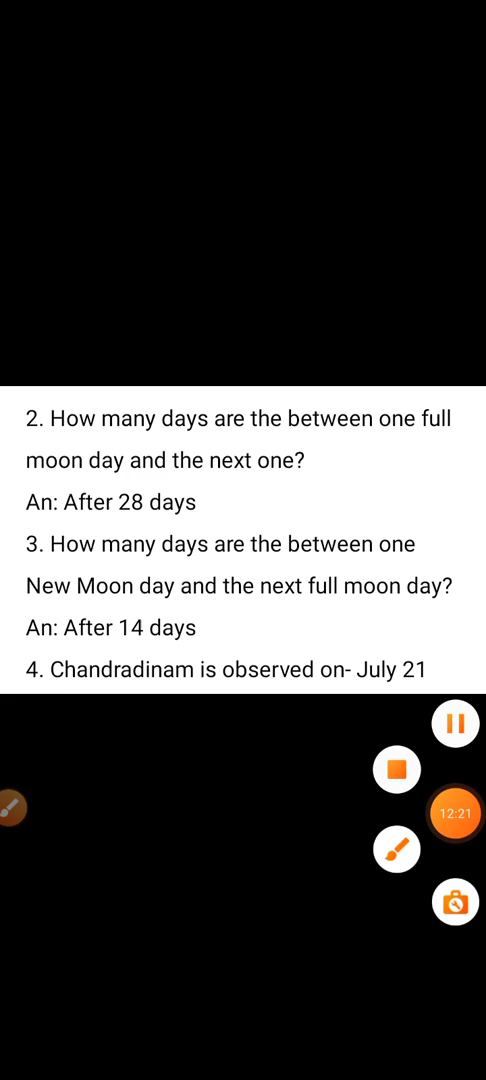 2. How many days are the between one full
moon day and the next one?
An: After 28 days
3. How many days are the between one
New Moon day and the next full moon day?
An: After 14 days
4. Chandradinam is observed on- July 21
12:21